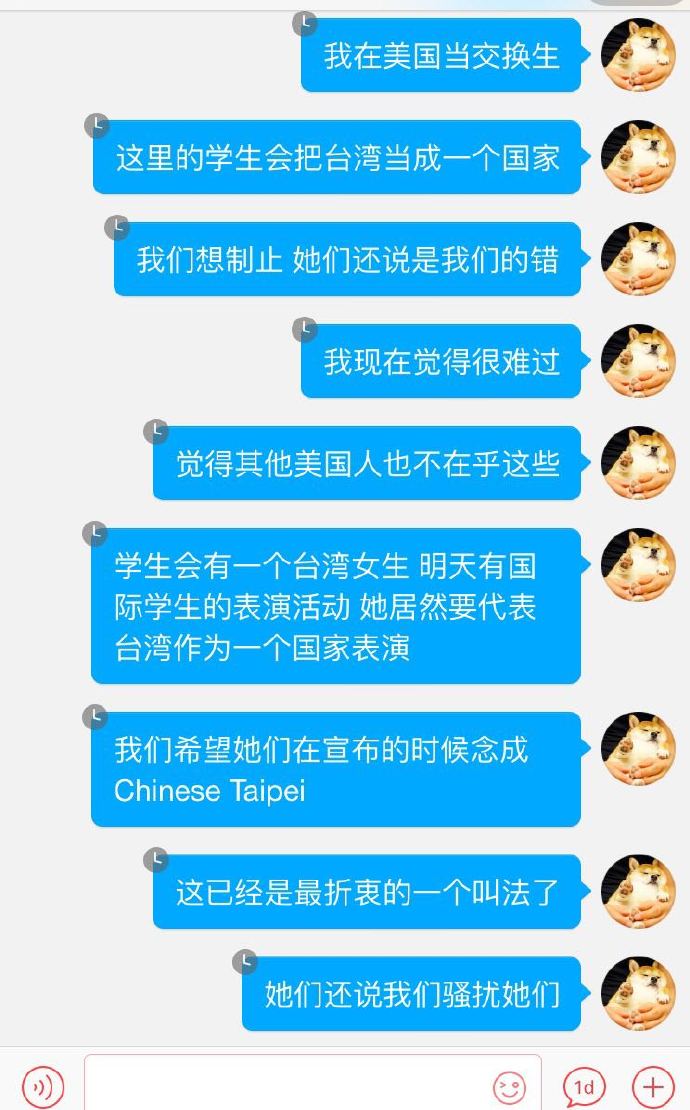 我在美国当交换生
这里的学生会把台湾当成一个国家
我们想制止 她们还说是我们的错
我现在觉得很难过
觉得其他美国人也不在乎这些
学生会有一个台湾女生 明天有国
际学生的表演活动 她居然要代表
台湾作为一个国家表演
我们希望她们在宣布的时候念成
Chinese Taipei
这已经是最折衷的一个叫法了
她们还说我们骚扰她们
1d